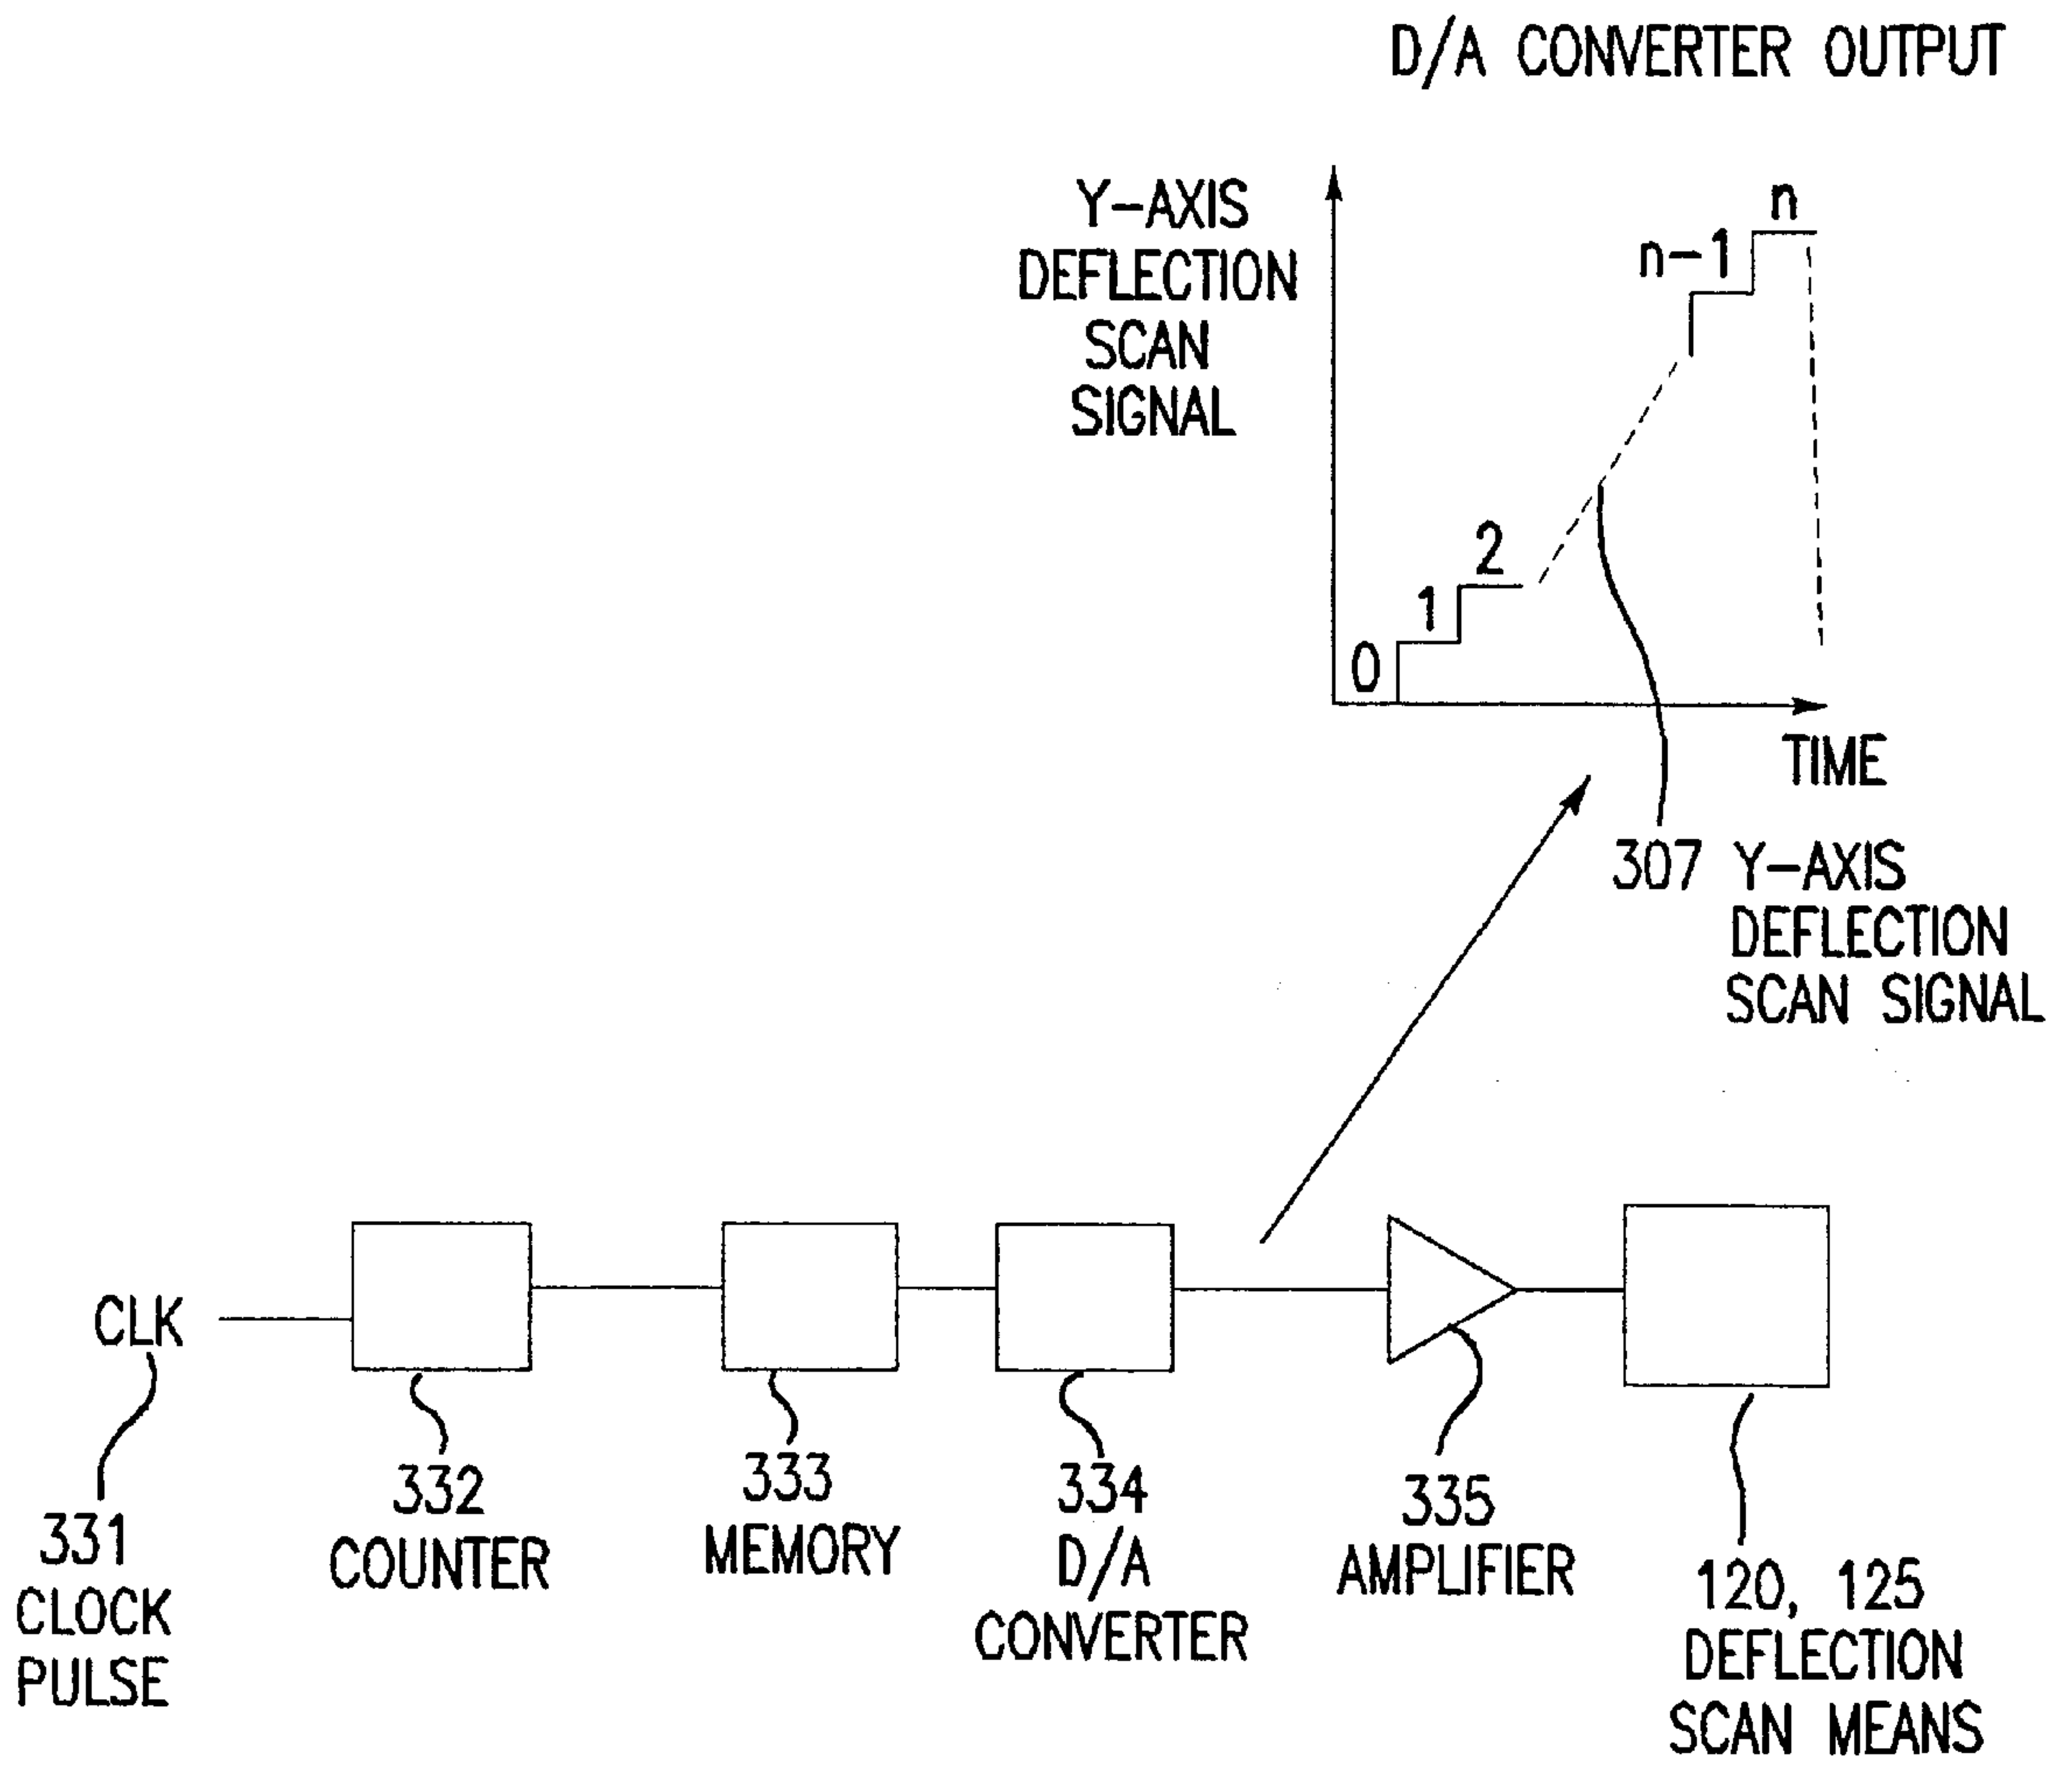 D/A CONVERTER OUTPUT
Y-AXIS
DEFLECTION
SCAN
SIGNAL
n
n-1
2
1
0
TIME
307 Y-AXIS
DEFLECTION
SCAN SIGNAL
CLK
331
CLOCK
PULSE
332
COUNTER
333
MEMORY
334
D/A
CONVERTER
335
AMPLIFIER
120, 125
DEFLECTION
SCAN MEANS